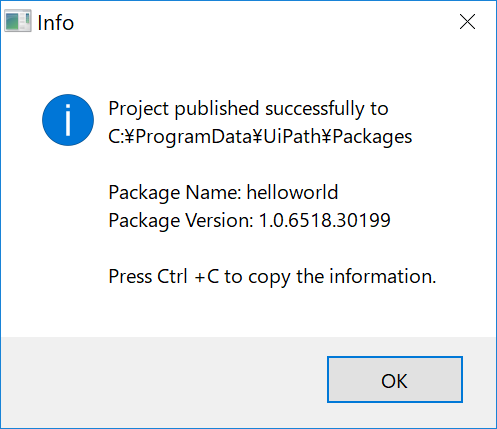 Info
Project published successfully to
C:¥ProgramData¥UiPath¥Packages
Package Name: helloworld
Package Version: 1.0.6518.30199
Press Ctrl +C to copy the information.
OK